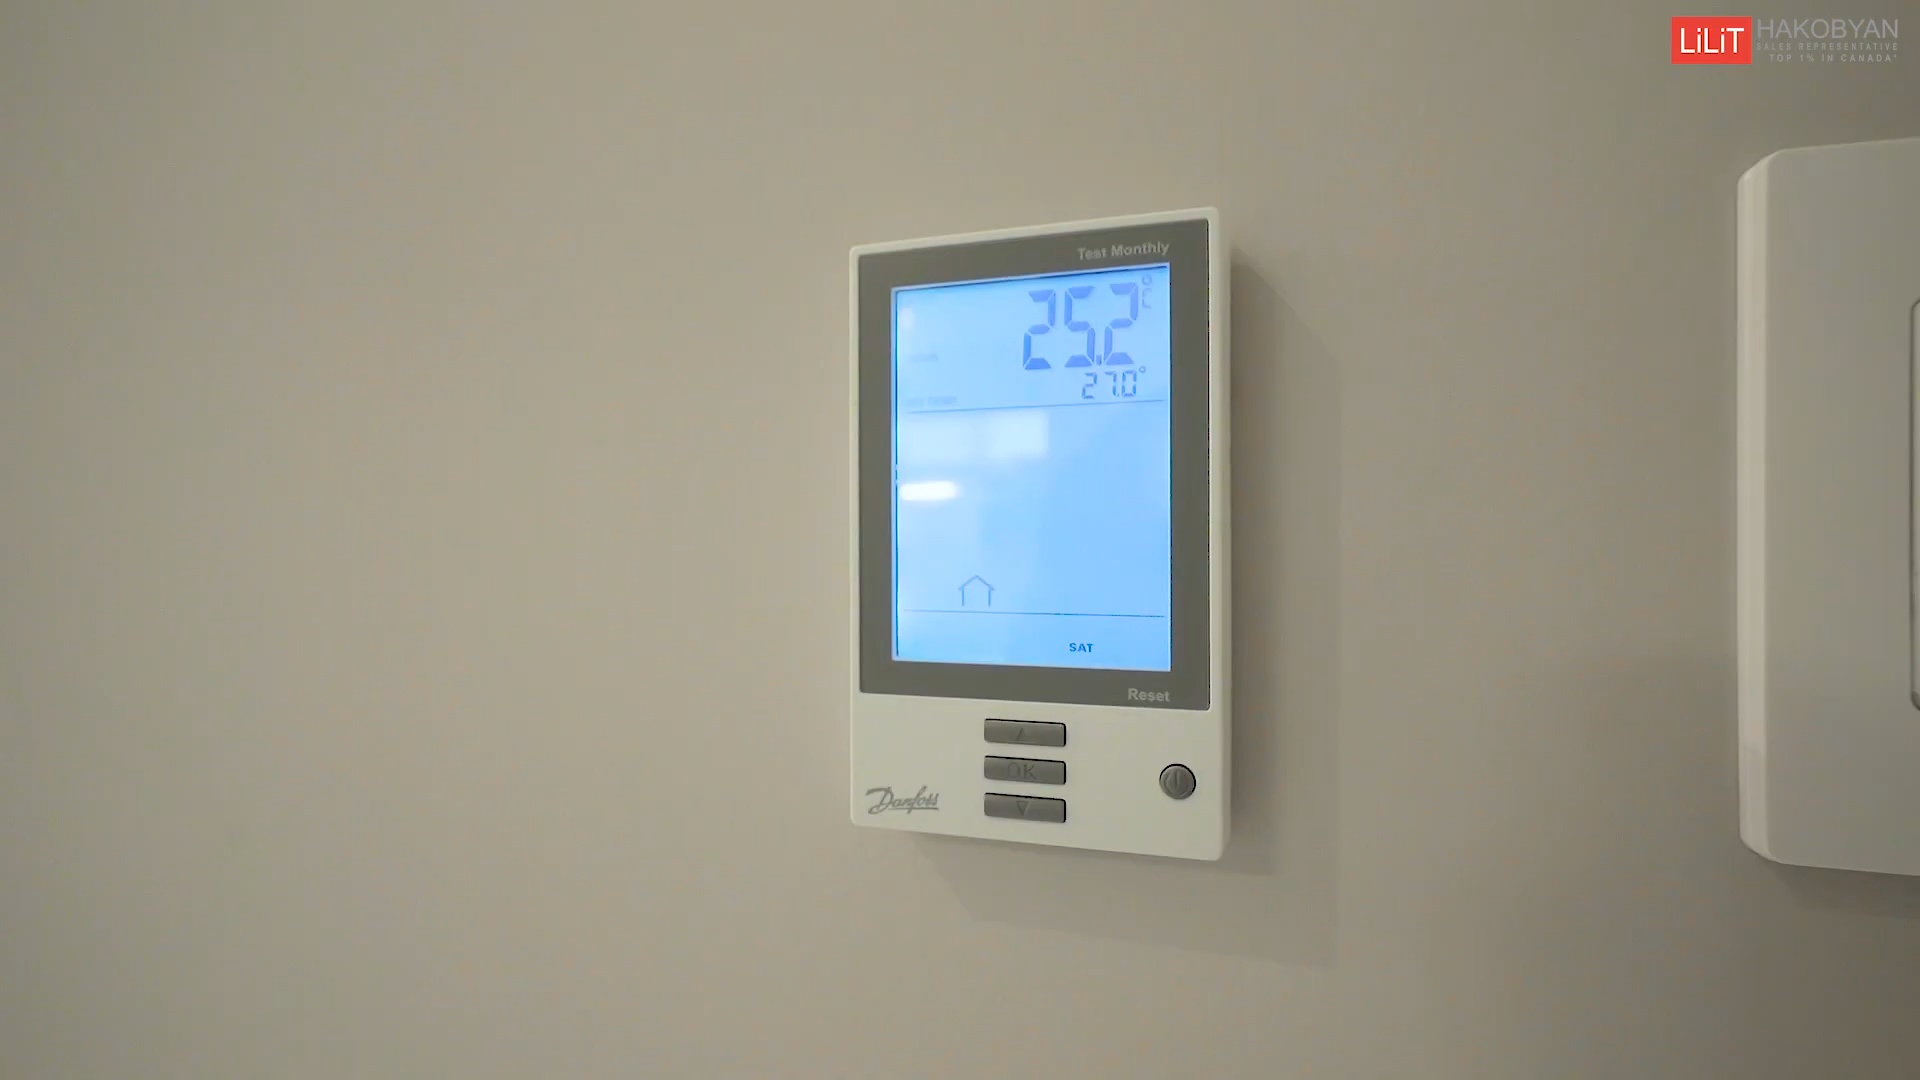 LiLiT HAKOBYAN
SALES REPRESENTATIVE
TOP 1% IN CANADA*
Test Monthly
25.2°C
27.0°
SAT
Reset
OK
Danfoss